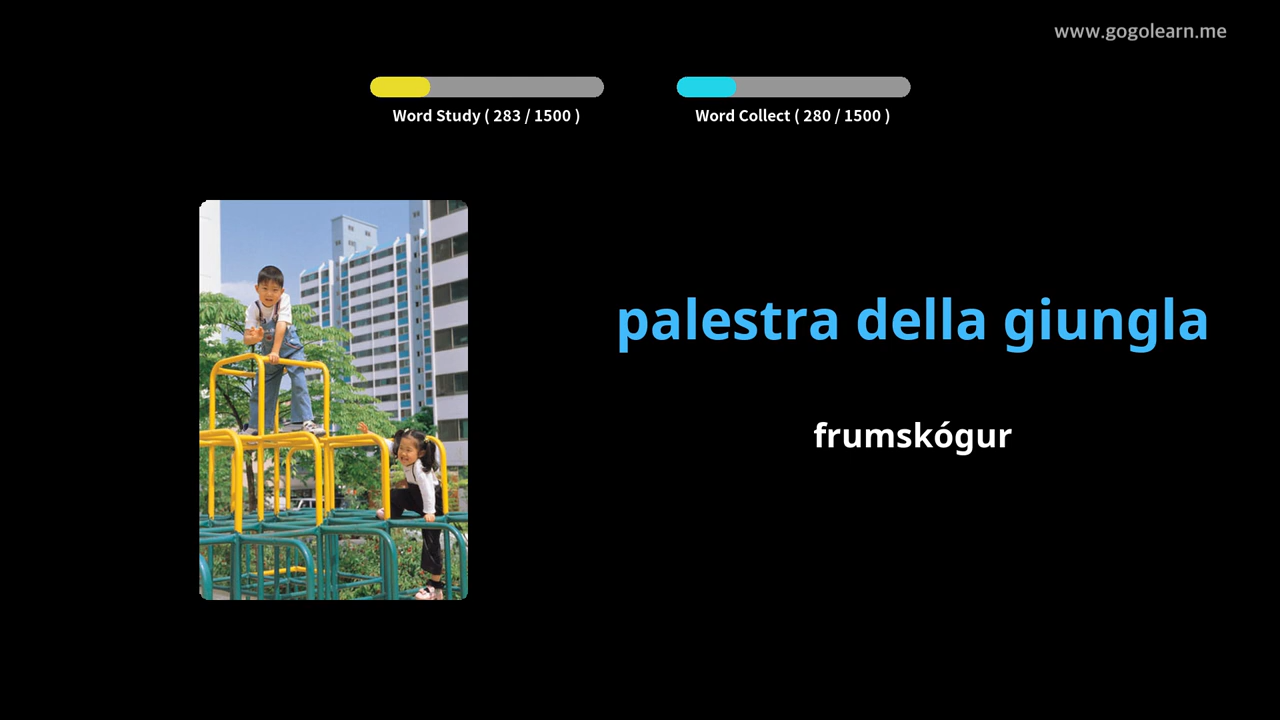 www.gogolearn.me
Word Study ( 283 / 1500 )
Word Collect ( 280 / 1500 )
palestra della giungla
frumskógur